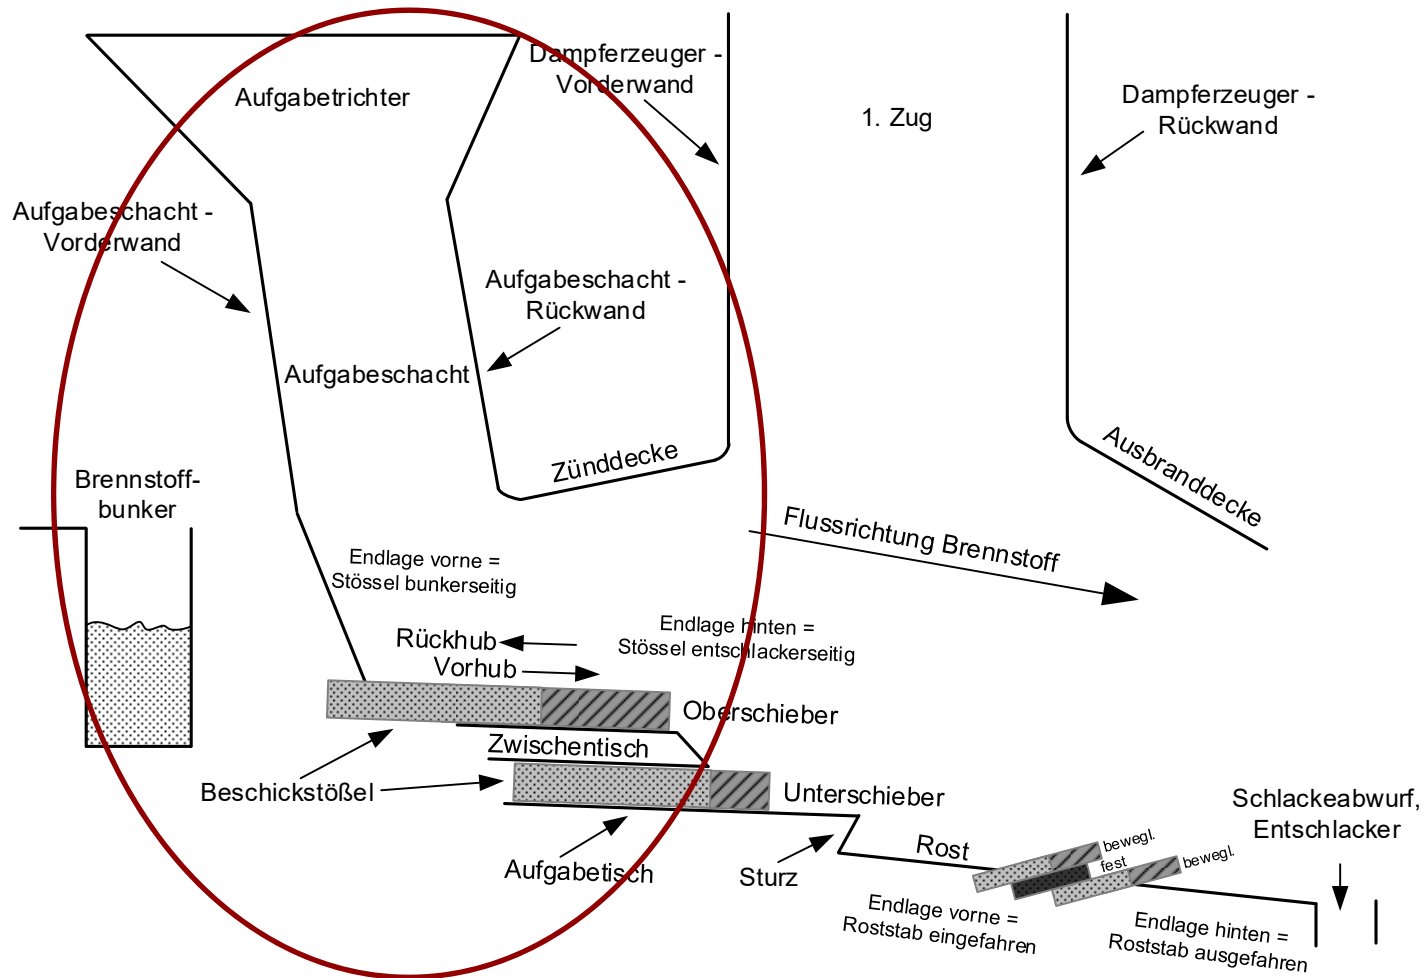 Aufgabetrichter
Dampferzeuger -
Vorderwand
1. Zug
Dampferzeuger -
Rückwand
Aufgabeschacht -
Vorderwand
Aufgabeschacht -
Rückwand
Aufgabeschacht
Zünddecke
Ausbranddecke
Brennstoff-
bunker
Flussrichtung Brennstoff
Endlage vorne =
Stössel bunkerseitig
Endlage hinten =
Stössel entschlackerseitig
Rückhub
Vorhub
Oberschieber
Zwischentisch
Beschickstößel
Unterschieber
Aufgabetisch
Sturz
Rost
bewegl.
fest
bewegl.
Schlackeabwurf,
Entschlacker
Endlage vorne =
Roststab eingefahren
Endlage hinten =
Roststab ausgefahren